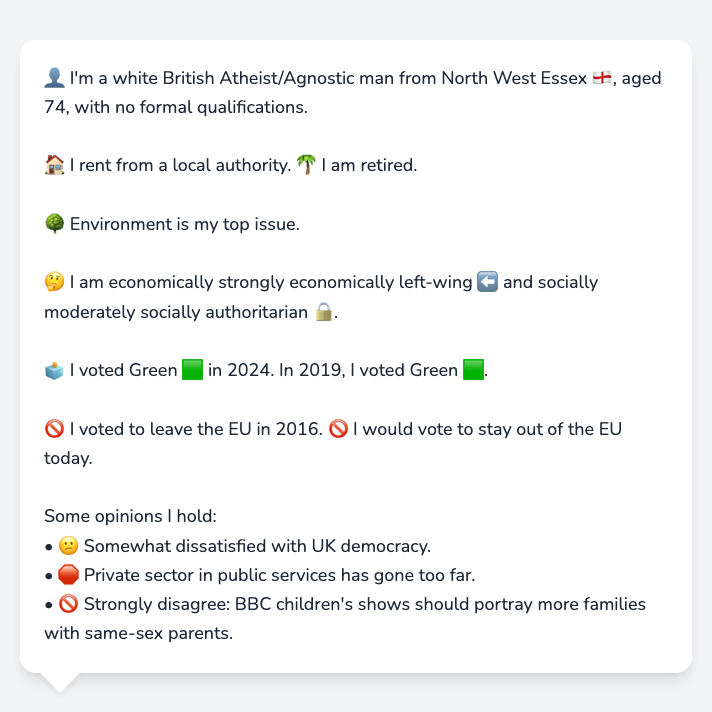 👤 I'm a white British Atheist/Agnostic man from North West Essex 🏴󠁧󠁢󠁥󠁮󠁧󠁿, aged
74, with no formal qualifications.
🏠 I rent from a local authority. 🌴 I am retired.
🌳 Environment is my top issue.
🤔 I am economically strongly economically left-wing ⬅️ and socially
moderately socially authoritarian 🔒.
🗳️ I voted Green 🟩 in 2024. In 2019, I voted Green 🟩.
🚫 I voted to leave the EU in 2016. 🚫 I would vote to stay out of the EU
today.
Some opinions I hold:
• 😕 Somewhat dissatisfied with UK democracy.
• 🛑 Private sector in public services has gone too far.
• 🚫 Strongly disagree: BBC children's shows should portray more families
with same-sex parents.